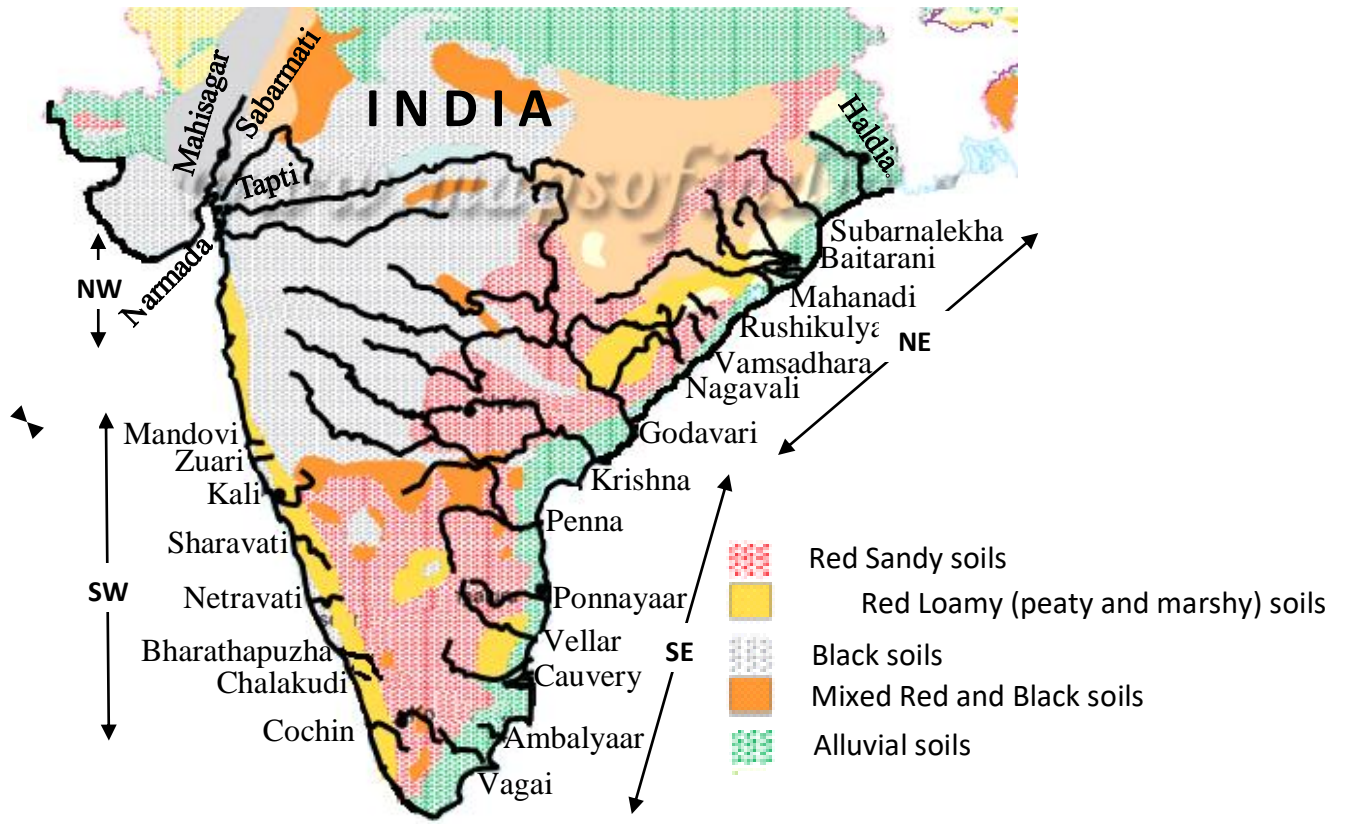 Mahisagar
Sabarmati
INDIA
Haldia
Tapti
Narmada
NW
Subarnalekha
Baitarani
Mahanadi
Rushikulya
NE
Vamsadhara
Nagavali
Godavari
Krishna
Penna
Mandovi
Zuari
Kali
Sharavati
SW
Netravati
Bharathapuzha
Chalakudi
Cochin
Ponnayaar
Vellar
SE
Cauvery
Ambalyaar
Vagai
Red Sandy soils
Red Loamy (peaty and marshy) soils
Black soils
Mixed Red and Black soils
Alluvial soils